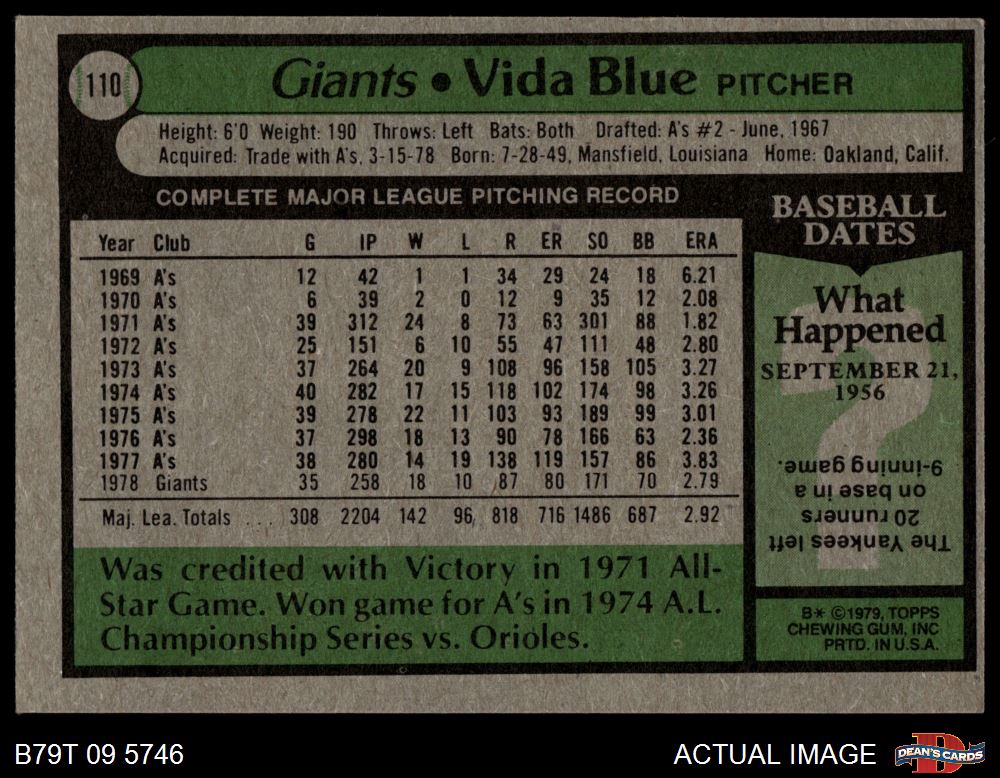 110
Giants • Vida Blue PITCHER
Height: 6'0 Weight: 190 Throws: Left Bats: Both Drafted: A's #2 - June, 1967
Acquired: Trade with A's, 3-15-78 Born: 7-28-49, Mansfield, Louisiana Home: Oakland, Calif.
COMPLETE MAJOR LEAGUE PITCHING RECORD
Year Club G IP W L R ER SO BB ERA
1969 A's 12 42 1 1 34 29 24 18 6.21
1970 A's 6 39 2 0 12 9 35 12 2.08
1971 A's 39 312 24 8 73 63 301 88 1.82
1972 A's 25 151 6 10 55 47 111 48 2.80
1973 A's 37 264 20 9 108 96 158 105 3.27
1974 A's 40 282 17 15 118 102 174 98 3.26
1975 A's 39 278 22 11 103 93 189 99 3.01
1976 A's 37 298 18 13 90 78 166 63 2.36
1977 A's 38 280 14 19 138 119 157 86 3.83
1978 Giants 35 258 18 10 87 80 171 70 2.79
Maj. Lea. Totals ... 308 2204 142 96 818 716 1486 687 2.92
Was credited with Victory in 1971 All-
Star Game. Won game for A's in 1974 A.L.
Championship Series vs. Orioles.
BASEBALL
DATES
What
Happened
SEPTEMBER 21,
1956
?
The Yankees left
20 runners
on base in a
9-inning game.
B* ©1979, TOPPS
CHEWING GUM, INC
PRTD. IN U.S.A.
B79T 09 5746
ACTUAL IMAGE
D
DEAN'S CARDS